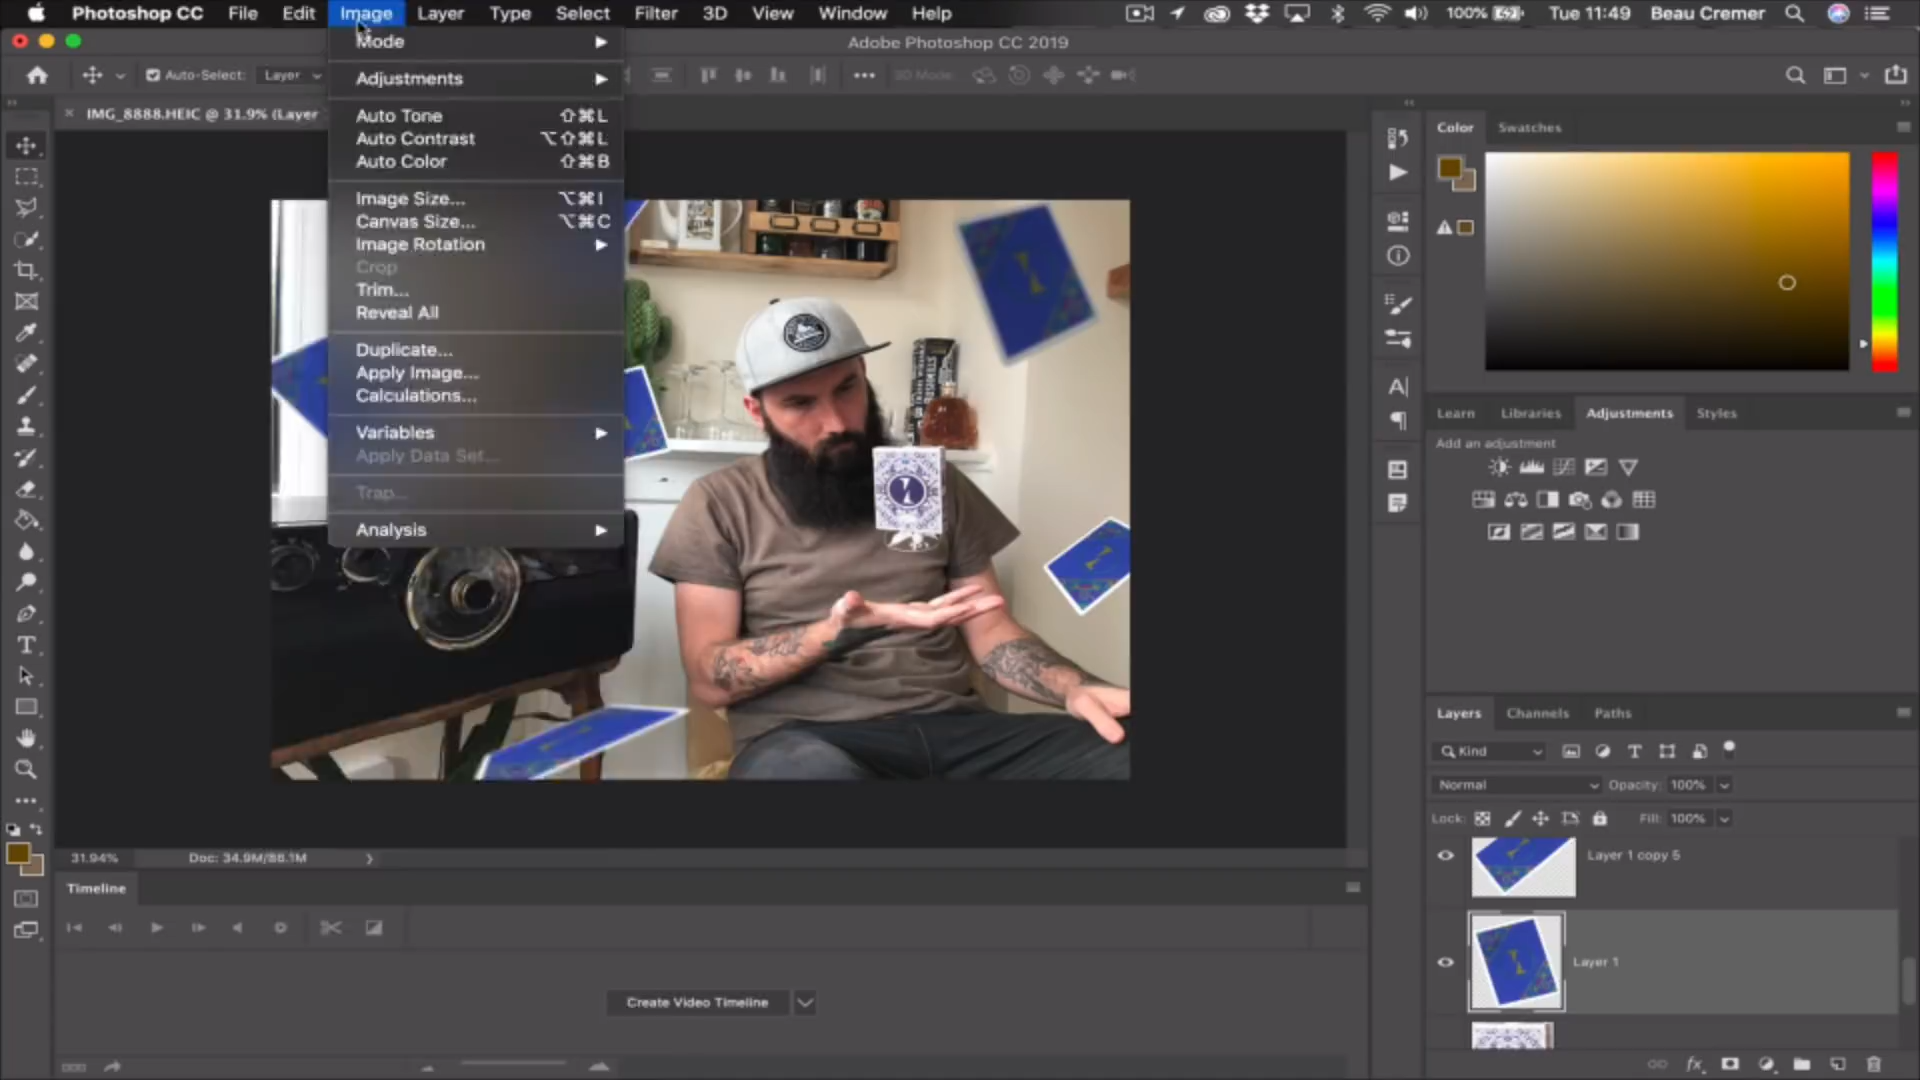 Photoshop CC File Edit Image Layer Type Select Filter 3D View Window Help 100% Tue 11:49 Beau Cremer
Adobe Photoshop CC 2019
Auto-Select: Layer
3D Mode:
IMG_8888.HEIC @ 31.9% (Layer
Mode
Adjustments
Auto Tone ⇧⌘L
Auto Contrast ⌥⇧⌘L
Auto Color ⇧⌘B
Image Size... ⌥⌘I
Canvas Size... ⌥⌘C
Image Rotation
Crop
Trim...
Reveal All
Duplicate...
Apply Image...
Calculations...
Variables
Apply Data Set...
Trap...
Analysis
BUSHMILLS
Color Swatches
Learn Libraries Adjustments Styles
Add an adjustment
Layers Channels Paths
Kind
Normal Opacity: 100%
Lock: Fill: 100%
Layer 1 copy 5
Layer 1
fx
31.94% Doc: 34.9M/86.1M
Timeline
Create Video Timeline